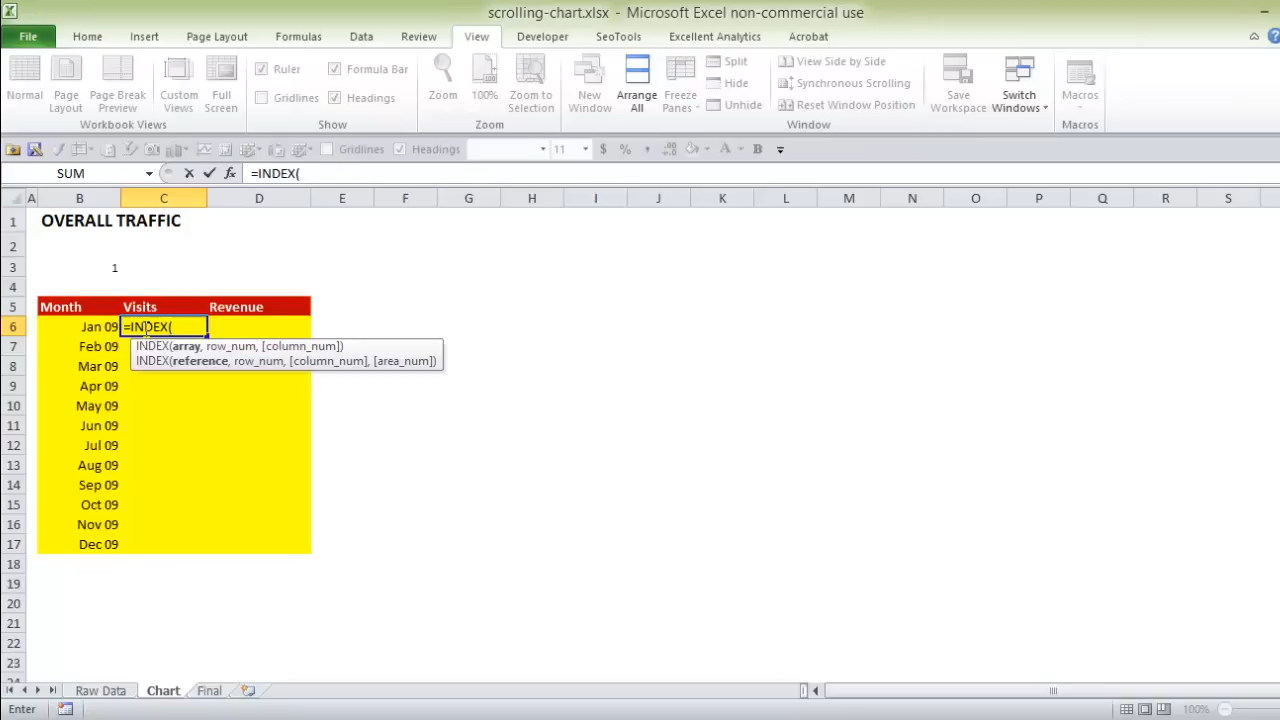 scrolling-chart.xlsx - Microsoft Excel non-commercial use
File Home Insert Page Layout Formulas Data Review View Developer SEoTools Excellent Analytics Acrobat
Normal
Page Layout
Page Break Preview
Custom Views
Full Screen
Workbook Views
Ruler
Formula Bar
Gridlines
Headings
Show
Zoom
100%
Zoom to Selection
Zoom
New Window
Arrange All
Freeze Panes
Split
Hide
Unhide
View Side by Side
Synchronous Scrolling
Reset Window Position
Window
Save Workspace
Switch Windows
Macros
Macros
Gridlines Headings 11 $ % , .00 A B
SUM fx =INDEX(
A B C D E F G H I J K L M N O P Q R S
1 OVERALL TRAFFIC
2
3 1
4
5 Month Visits Revenue
6 Jan 09 =INDEX(
INDEX(array, row_num, [column_num])
7 Feb 09
INDEX(reference, row_num, [column_num], [area_num])
8 Mar 09
9 Apr 09
10 May 09
11 Jun 09
12 Jul 09
13 Aug 09
14 Sep 09
15 Oct 09
16 Nov 09
17 Dec 09
18
19
20
21
22
23
Raw Data Chart Final
Enter 100%